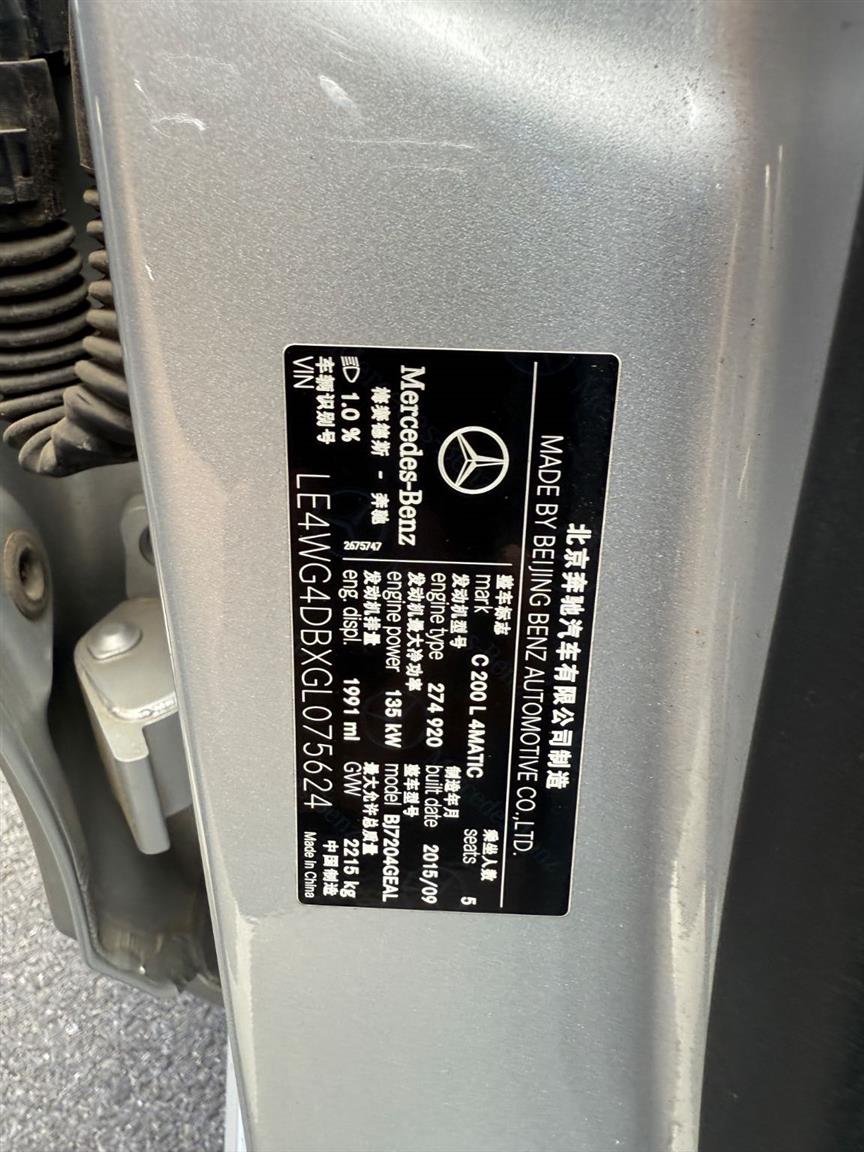 北京奔驰汽车有限公司制造
MADE BY BEIJING BENZ AUTOMOTIVE CO.,LTD.
整车标志 乘坐人数
mark C 200 L 4MATIC seats 5
发动机型号 制造年月
engine type 274 920 built date 2015/09
发动机最大净功率 整车型号
engine power 135 kW model BJ7204GEAL
发动机排量 最大允许总质量
eng. displ. 1991 ml GVW 2215 kg
Mercedes-Benz
梅赛德斯 - 奔驰
1.0 % 2675747
车辆识别号 中国制造
VIN LE4WG4DBXGL075624 Made In China